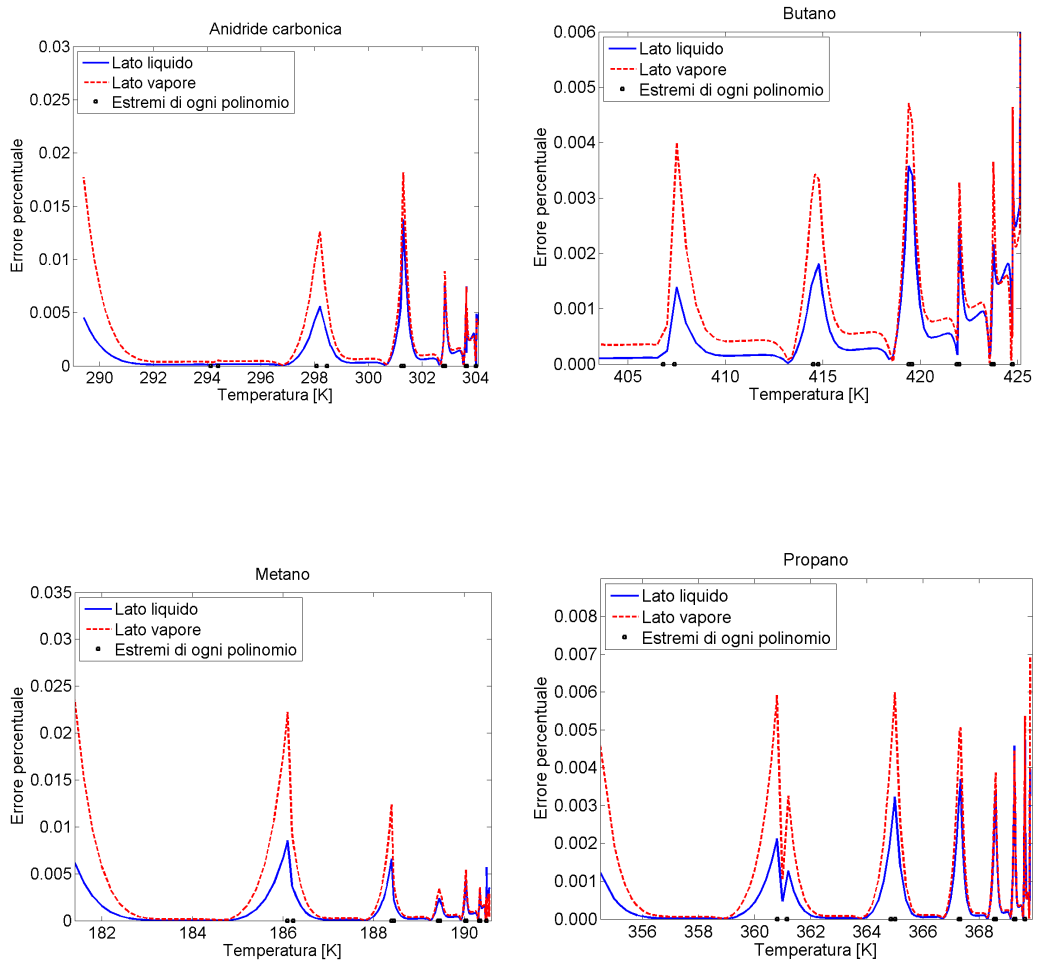 Anidride carbonica
Errore percentuale
0.03
0.025
0.02
0.015
0.01
0.005
0
Lato liquido
Lato vapore
Estremi di ogni polinomio
290 292 294 296 298 300 302 304
Temperatura [K]
Butano
Errore percentuale
0.006
0.005
0.004
0.003
0.002
0.001
0.000
Lato liquido
Lato vapore
Estremi di ogni polinomio
405 410 415 420 425
Temperatura [K]
Metano
Errore percentuale
0.035
0.03
0.025
0.02
0.015
0.01
0.005
0
Lato liquido
Lato vapore
Estremi di ogni polinomio
182 184 186 188 190
Temperatura [K]
Propano
Errore percentuale
0.008
0.007
0.006
0.005
0.004
0.003
0.002
0.001
0.000
Lato liquido
Lato vapore
Estremi di ogni polinomio
356 358 360 362 364 366 368
Temperatura [K]